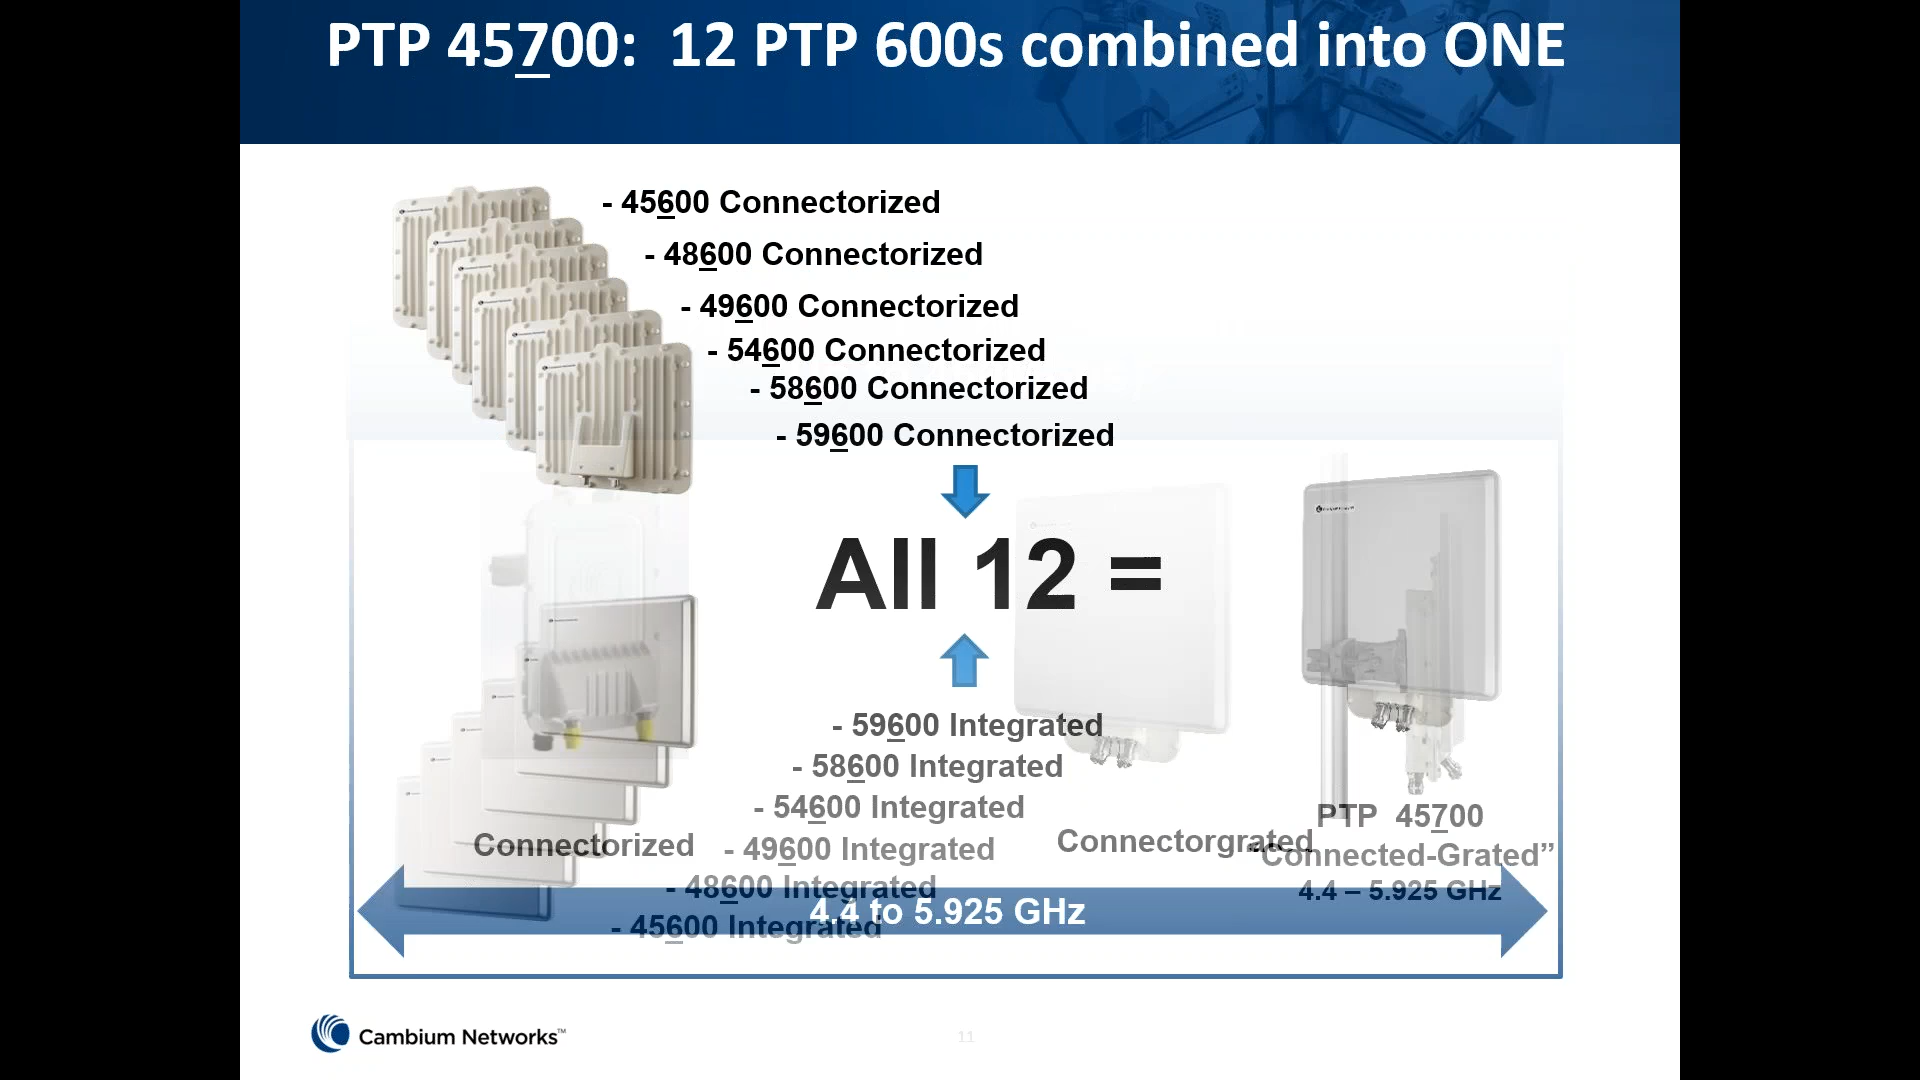 PTP 45700: 12 PTP 600s combined into ONE
- 45600 Connectorized
- 48600 Connectorized
- 49600 Connectorized
- 54600 Connectorized
- 58600 Connectorized
- 59600 Connectorized
All 12 =
- 59600 Integrated
- 58600 Integrated
- 54600 Integrated
- 49600 Integrated
- 48600 Integrated
- 45600 Integrated
Connectorized
Connectorgrated
PTP 45700
“Connected-Grated”
4.4 – 5.925 GHz
4.4 to 5.925 GHz
Cambium Networks™
11